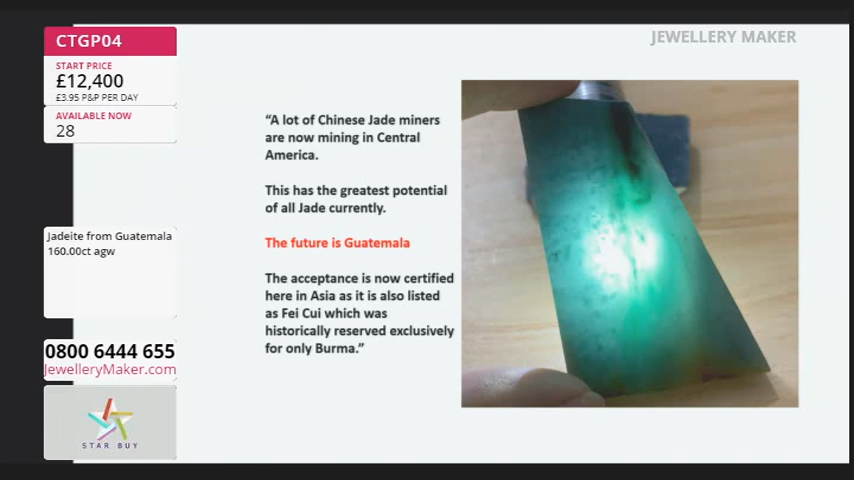 CTGP04
START PRICE
£12,400
£3.95 P&P PER DAY
AVAILABLE NOW
28
Jadeite from Guatemala
160.00ct agw
0800 6444 655
JewelleryMaker.com
STAR BUY
JEWELLERY MAKER
“A lot of Chinese Jade miners
are now mining in Central
America.
This has the greatest potential
of all Jade currently.
The future is Guatemala
The acceptance is now certified
here in Asia as it is also listed
as Fei Cui which was
historically reserved exclusively
for only Burma.”